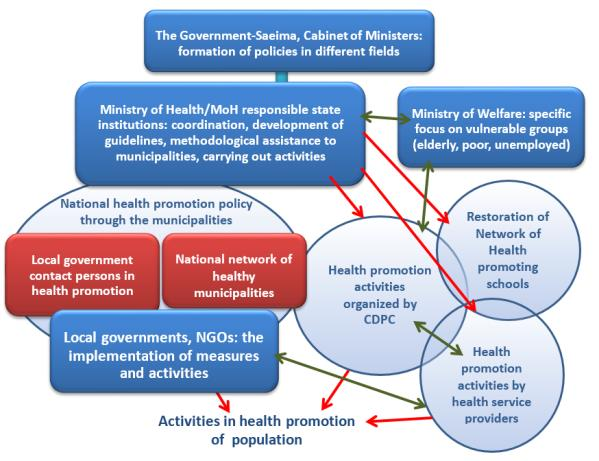 The Government-Saeima, Cabinet of Ministers:
formation of policies in different fields
Ministry of Health/MoH responsible state
institutions: coordination, development of
guidelines, methodological assistance to
municipalities, carrying out activities
Ministry of Welfare: specific
focus on vulnerable groups
(elderly, poor, unemployed)
National health promotion policy
through the municipalities
Local government
contact persons in
health promotion
National network of
healthy
municipalities
Health promotion
activities
organized by
CDPC
Restoration of
Network of
Health
promoting
schools
Local governments, NGOs: the
implementation of measures
and activities
Health
promotion
activities by
health service
providers
Activities in health promotion
of population